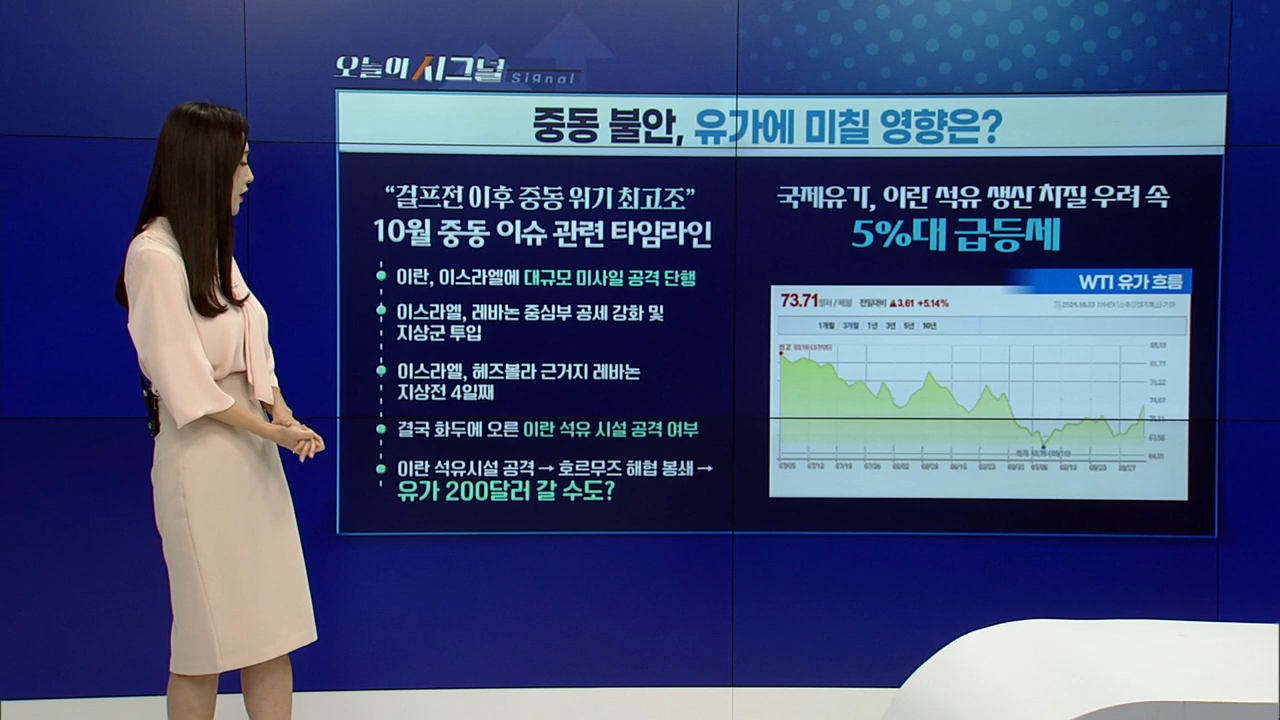 오늘의 시그널
Signal
중동 불안, 유가에 미칠 영향은?
“걸프전 이후 중동 위기 최고조”
10월 중동 이슈 관련 타임라인
이란, 이스라엘에 대규모 미사일 공격 단행
이스라엘, 레바논 중심부 공세 강화 및
지상군 투입
이스라엘, 헤즈볼라 근거지 레바논
지상전 4일째
결국 화두에 오른 이란 석유 시설 공격 여부
이란 석유시설 공격 → 호르무즈 해협 봉쇄 →
유가 200달러 갈 수도?
국제유가, 이란 석유 생산 차질 우려 속
5%대 급등세
WTI 유가 흐름
73.71 달러 / 배럴 전일대비 ▲3.61 +5.14%
1개월 3개월 1년 3년 5년 10년
최고